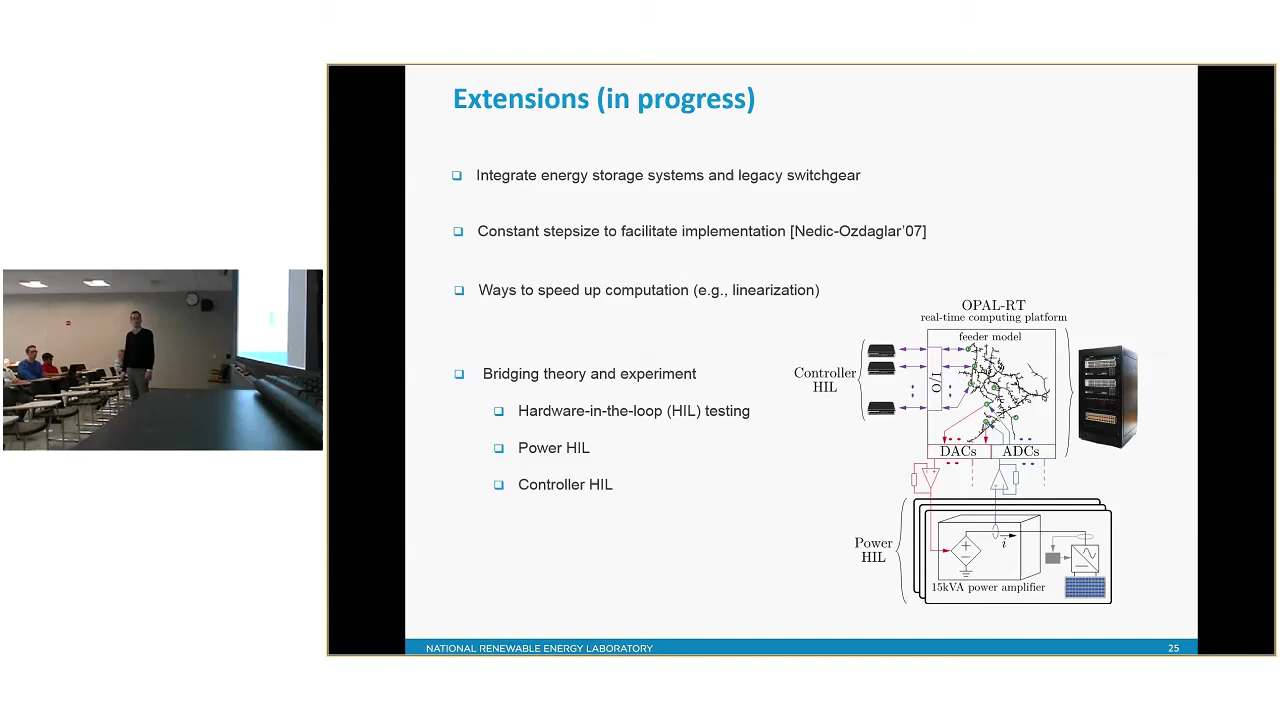 Extensions (in progress)
Integrate energy storage systems and legacy switchgear
Constant stepsize to facilitate implementation [Nedic-Ozdaglar’07]
Ways to speed up computation (e.g., linearization)
Bridging theory and experiment
Hardware-in-the-loop (HIL) testing
Power HIL
Controller HIL
OPAL-RT
real-time computing platform
feeder model
Controller
HIL
I/O
DACs
ADCs
Power
HIL
i
15kVA power amplifier
NATIONAL RENEWABLE ENERGY LABORATORY
25